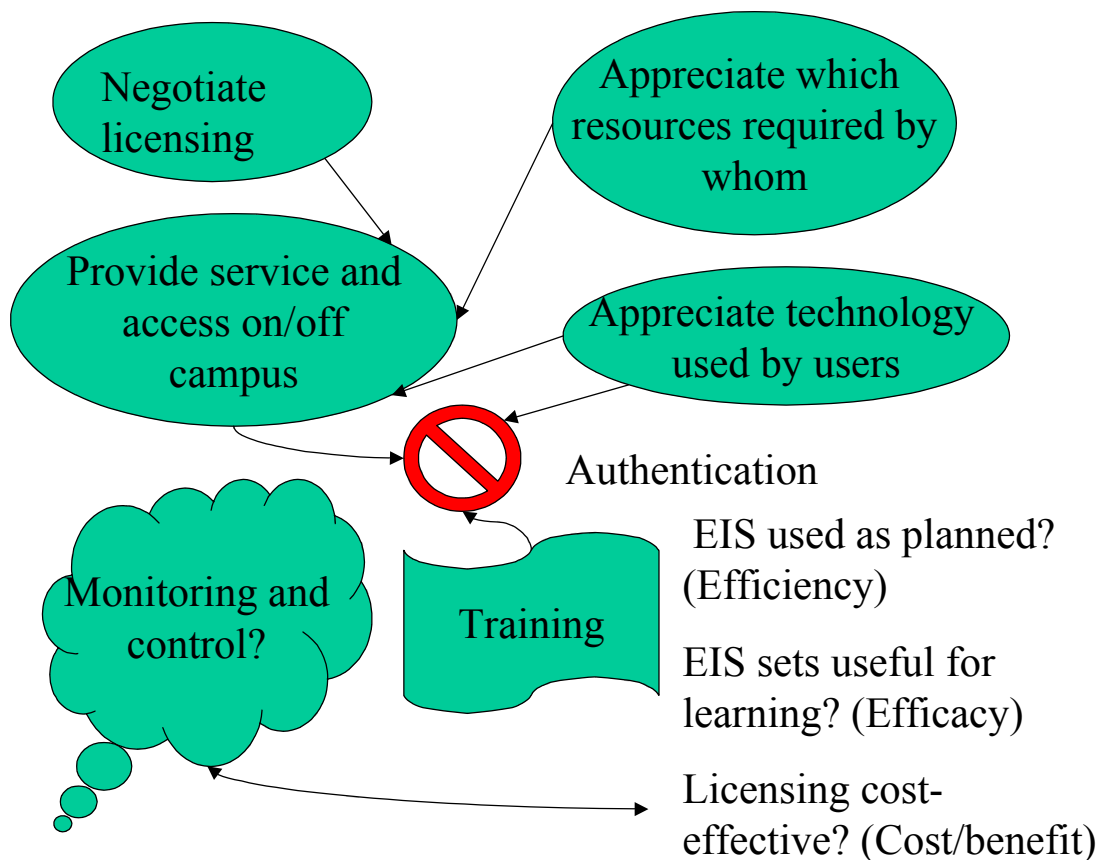 Negotiate
licensing
Appreciate which
resources required by
whom
Provide service and
access on/off
campus
Appreciate technology
used by users
Authentication
EIS used as planned?
(Efficiency)
Monitoring and
control?
Training
EIS sets useful for
learning? (Efficacy)
Licensing cost-
effective? (Cost/benefit)